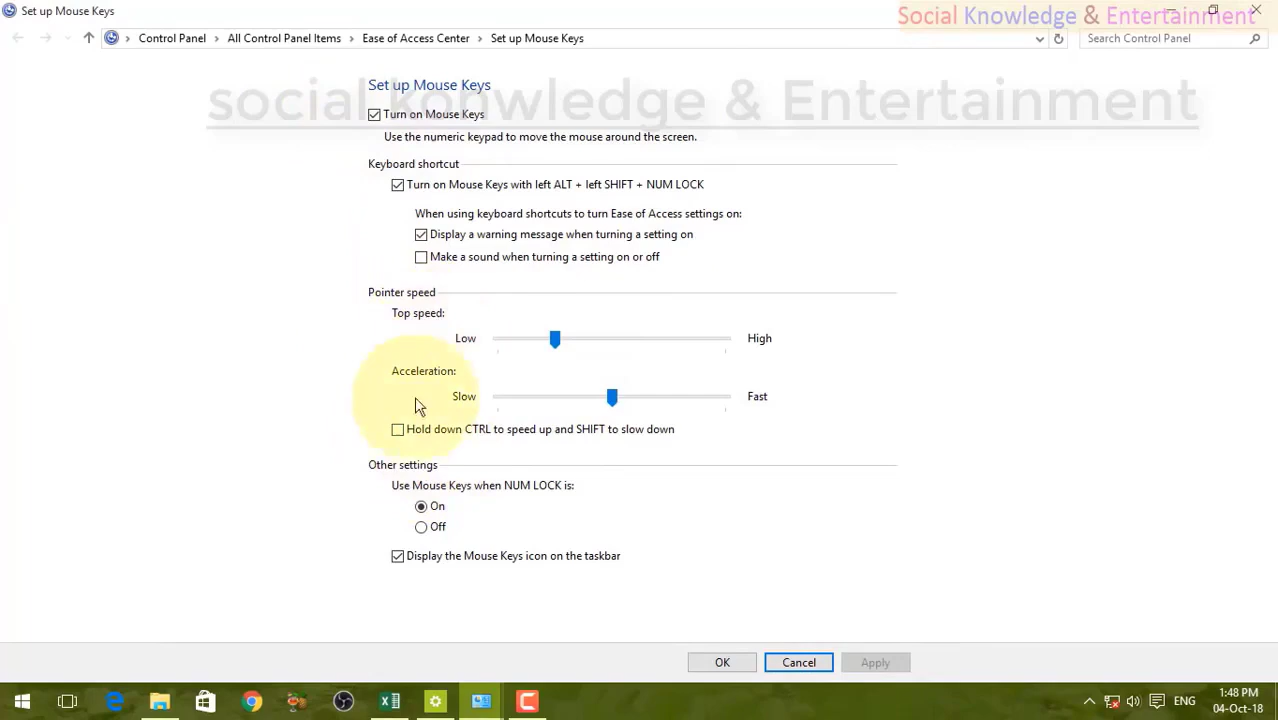 Set up Mouse Keys
Social Knowledge & Entertainment
Control Panel > All Control Panel Items > Ease of Access Center > Set up Mouse Keys
Search Control Panel
Set up Mouse Keys
social konwledge & Entertainment
Turn on Mouse Keys
Use the numeric keypad to move the mouse around the screen.
Keyboard shortcut
Turn on Mouse Keys with left ALT + left SHIFT + NUM LOCK
When using keyboard shortcuts to turn Ease of Access settings on:
Display a warning message when turning a setting on
Make a sound when turning a setting on or off
Pointer speed
Top speed:
Low High
Acceleration:
Slow Fast
Hold down CTRL to speed up and SHIFT to slow down
Other settings
Use Mouse Keys when NUM LOCK is:
On
Off
Display the Mouse Keys icon on the taskbar
OK Cancel Apply
ENG
1:48 PM
04-Oct-18